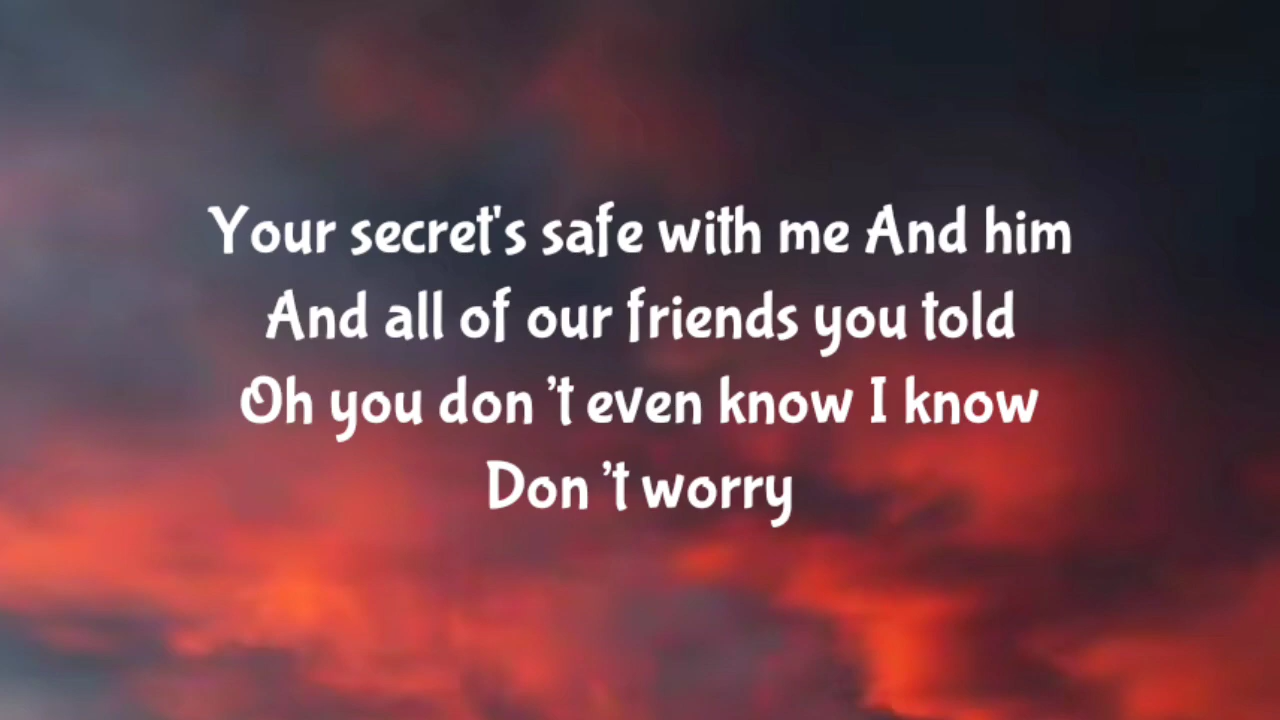 Your secret's safe with me And him
And all of our friends you told
Oh you don ’t even know I know
Don ’t worry